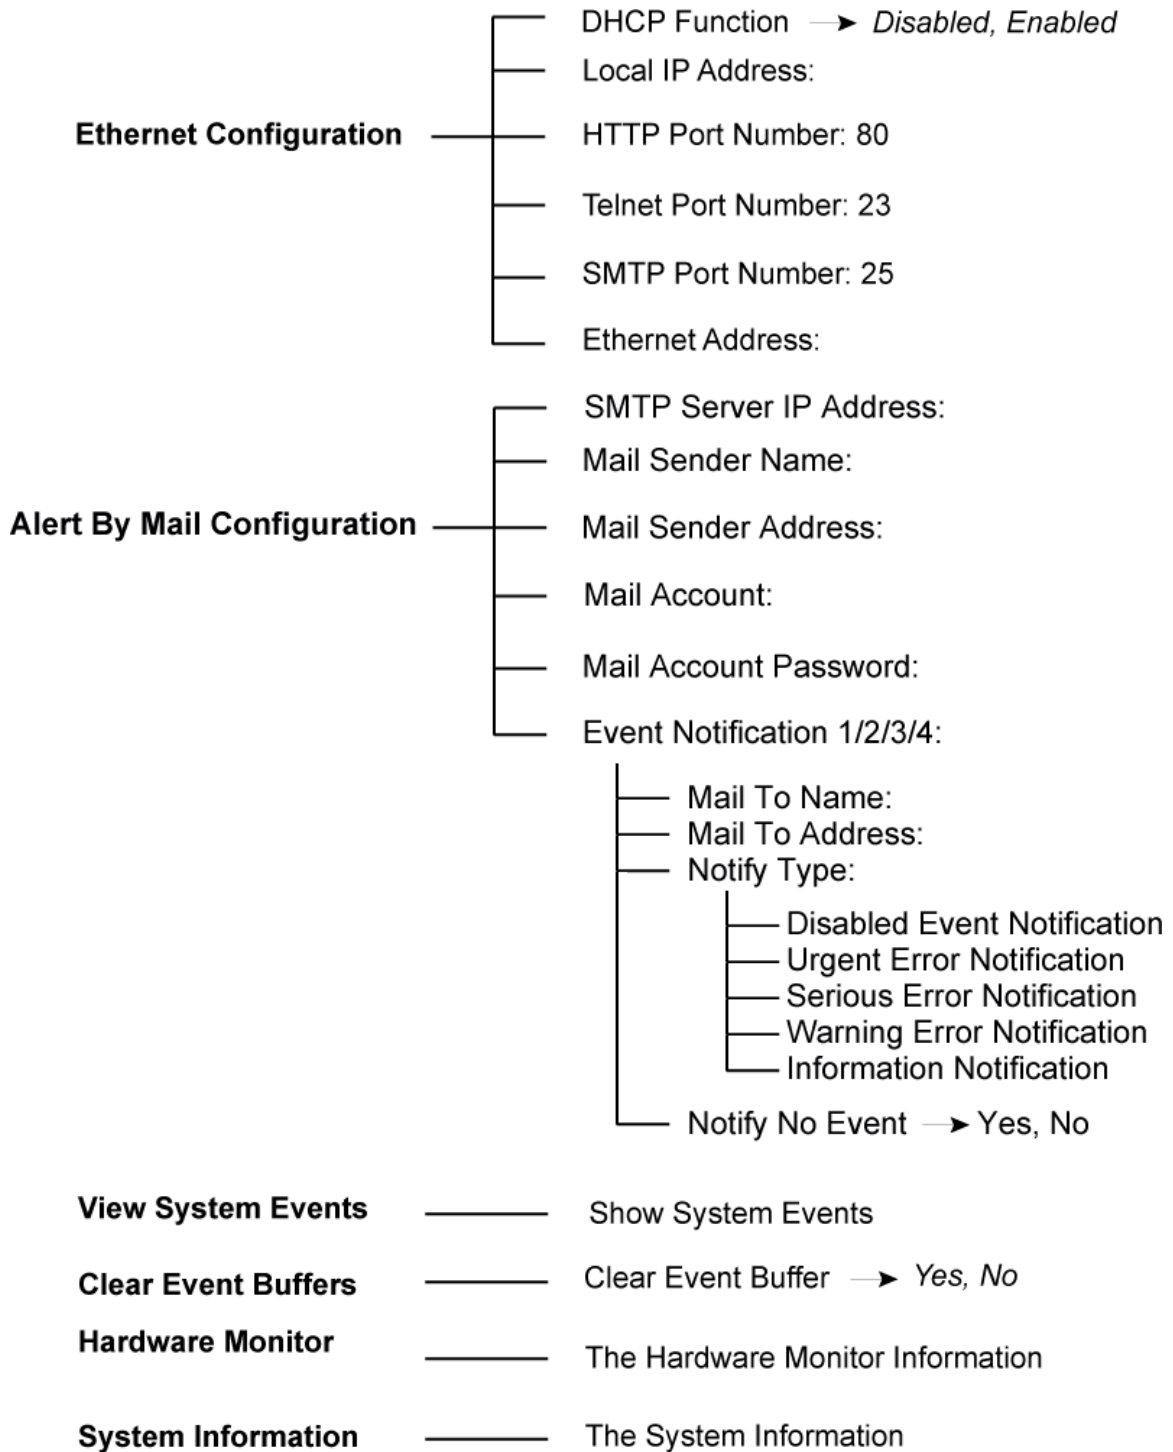 DHCP Function Disabled, Enabled
Local IP Address:
Ethernet Configuration HTTP Port Number: 80
Telnet Port Number: 23
SMTP Port Number: 25
Ethernet Address:
SMTP Server IP Address:
Mail Sender Name:
Alert By Mail Configuration Mail Sender Address:
Mail Account:
Mail Account Password:
Event Notification 1/2/3/4:
Mail To Name:
Mail To Address:
Notify Type:
Disabled Event Notification
Urgent Error Notification
Serious Error Notification
Warning Error Notification
Information Notification
Notify No Event Yes, No
View System Events Show System Events
Clear Event Buffers Clear Event Buffer Yes, No
Hardware Monitor The Hardware Monitor Information
System Information The System Information